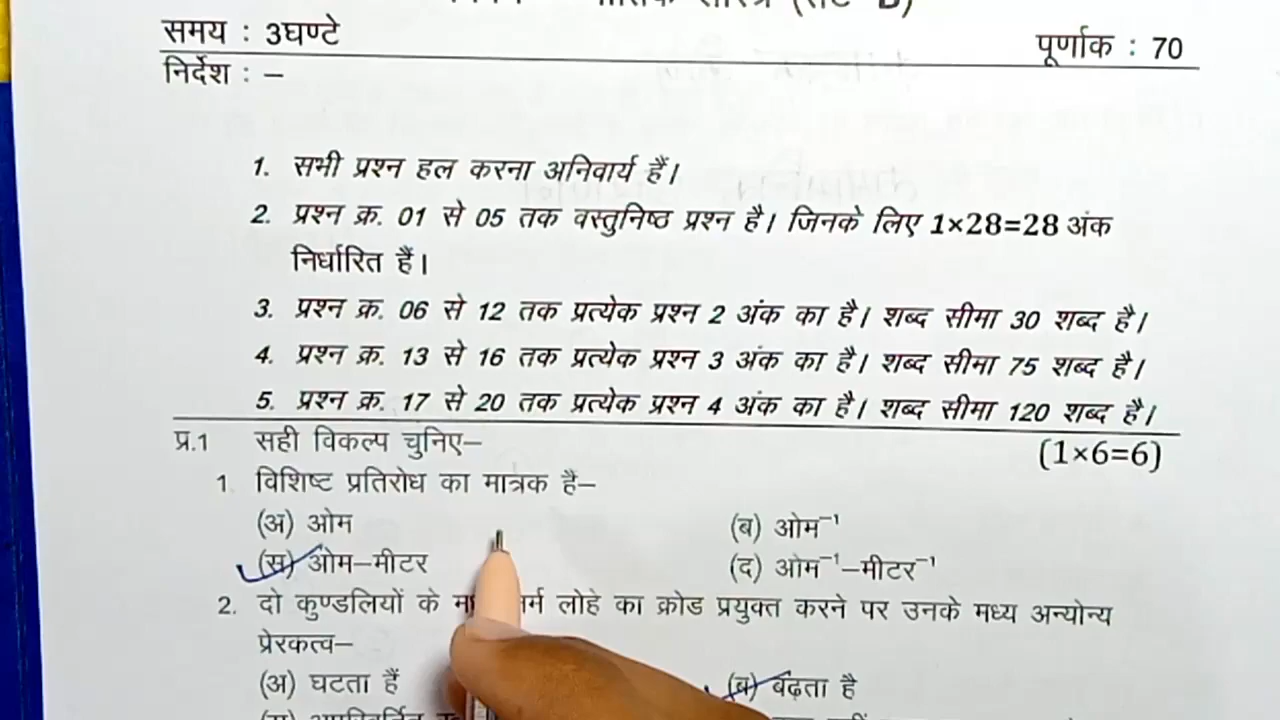 समय : 3घण्टे
पूर्णाक : 70
निर्देश : –
1. सभी प्रश्न हल करना अनिवार्य हैं।
2. प्रश्न क्र. 01 से 05 तक वस्तुनिष्ठ प्रश्न है। जिनके लिए 1×28=28 अंक
निर्धारित हैं।
3. प्रश्न क्र. 06 से 12 तक प्रत्येक प्रश्न 2 अंक का है। शब्द सीमा 30 शब्द है।
4. प्रश्न क्र. 13 से 16 तक प्रत्येक प्रश्न 3 अंक का है। शब्द सीमा 75 शब्द है।
5. प्रश्न क्र. 17 से 20 तक प्रत्येक प्रश्न 4 अंक का है। शब्द सीमा 120 शब्द है।
प्र.1 सही विकल्प चुनिए– (1×6=6)
1. विशिष्ट प्रतिरोध का मात्रक हैं–
(अ) ओम (ब) ओम⁻¹
(स) ओम–मीटर (द) ओम⁻¹–मीटर⁻¹
2. दो कुण्डलियों के लोहे का क्रोड प्रयुक्त करने पर उनके मध्य अन्योन्य
प्रेरकत्व–
(अ) घटता हैं (ब) बढ़ता है